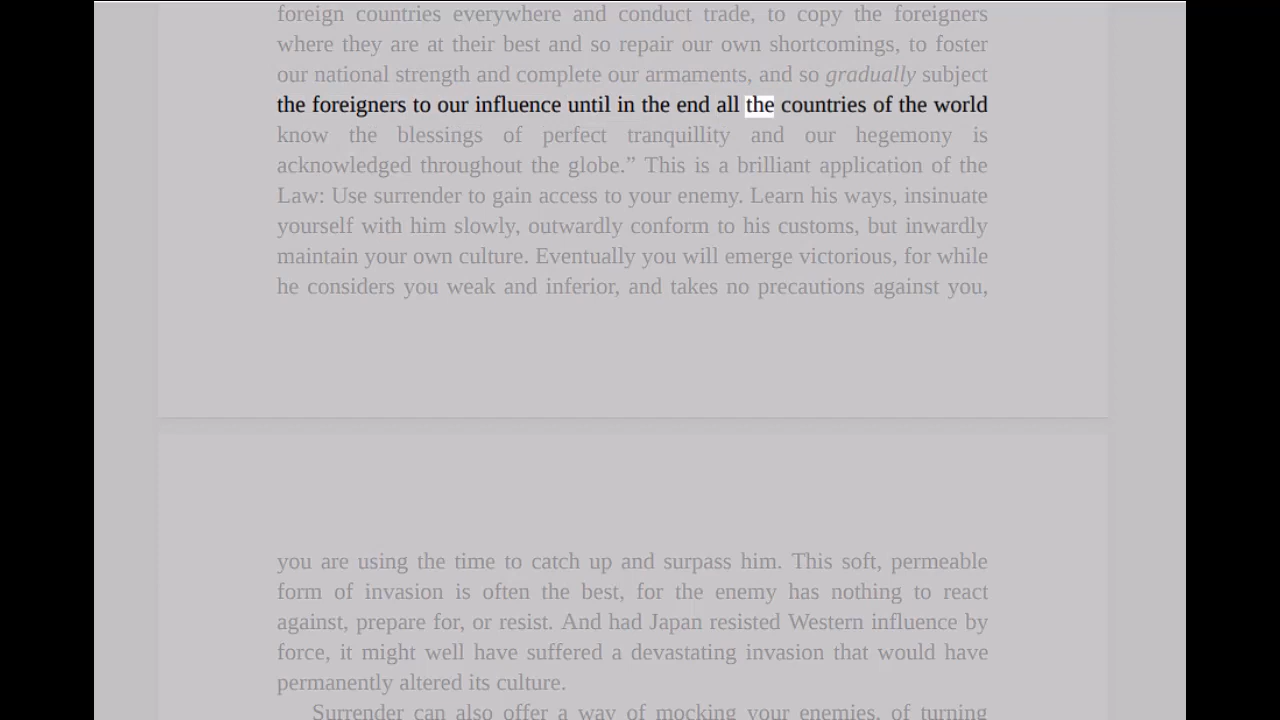 foreign countries everywhere and conduct trade, to copy the foreigners
where they are at their best and so repair our own shortcomings, to foster
our national strength and complete our armaments, and so gradually subject
the foreigners to our influence until in the end all the countries of the world
know the blessings of perfect tranquillity and our hegemony is
acknowledged throughout the globe.” This is a brilliant application of the
Law: Use surrender to gain access to your enemy. Learn his ways, insinuate
yourself with him slowly, outwardly conform to his customs, but inwardly
maintain your own culture. Eventually you will emerge victorious, for while
he considers you weak and inferior, and takes no precautions against you,
you are using the time to catch up and surpass him. This soft, permeable
form of invasion is often the best, for the enemy has nothing to react
against, prepare for, or resist. And had Japan resisted Western influence by
force, it might well have suffered a devastating invasion that would have
permanently altered its culture.
Surrender can also offer a way of mocking your enemies, of turning